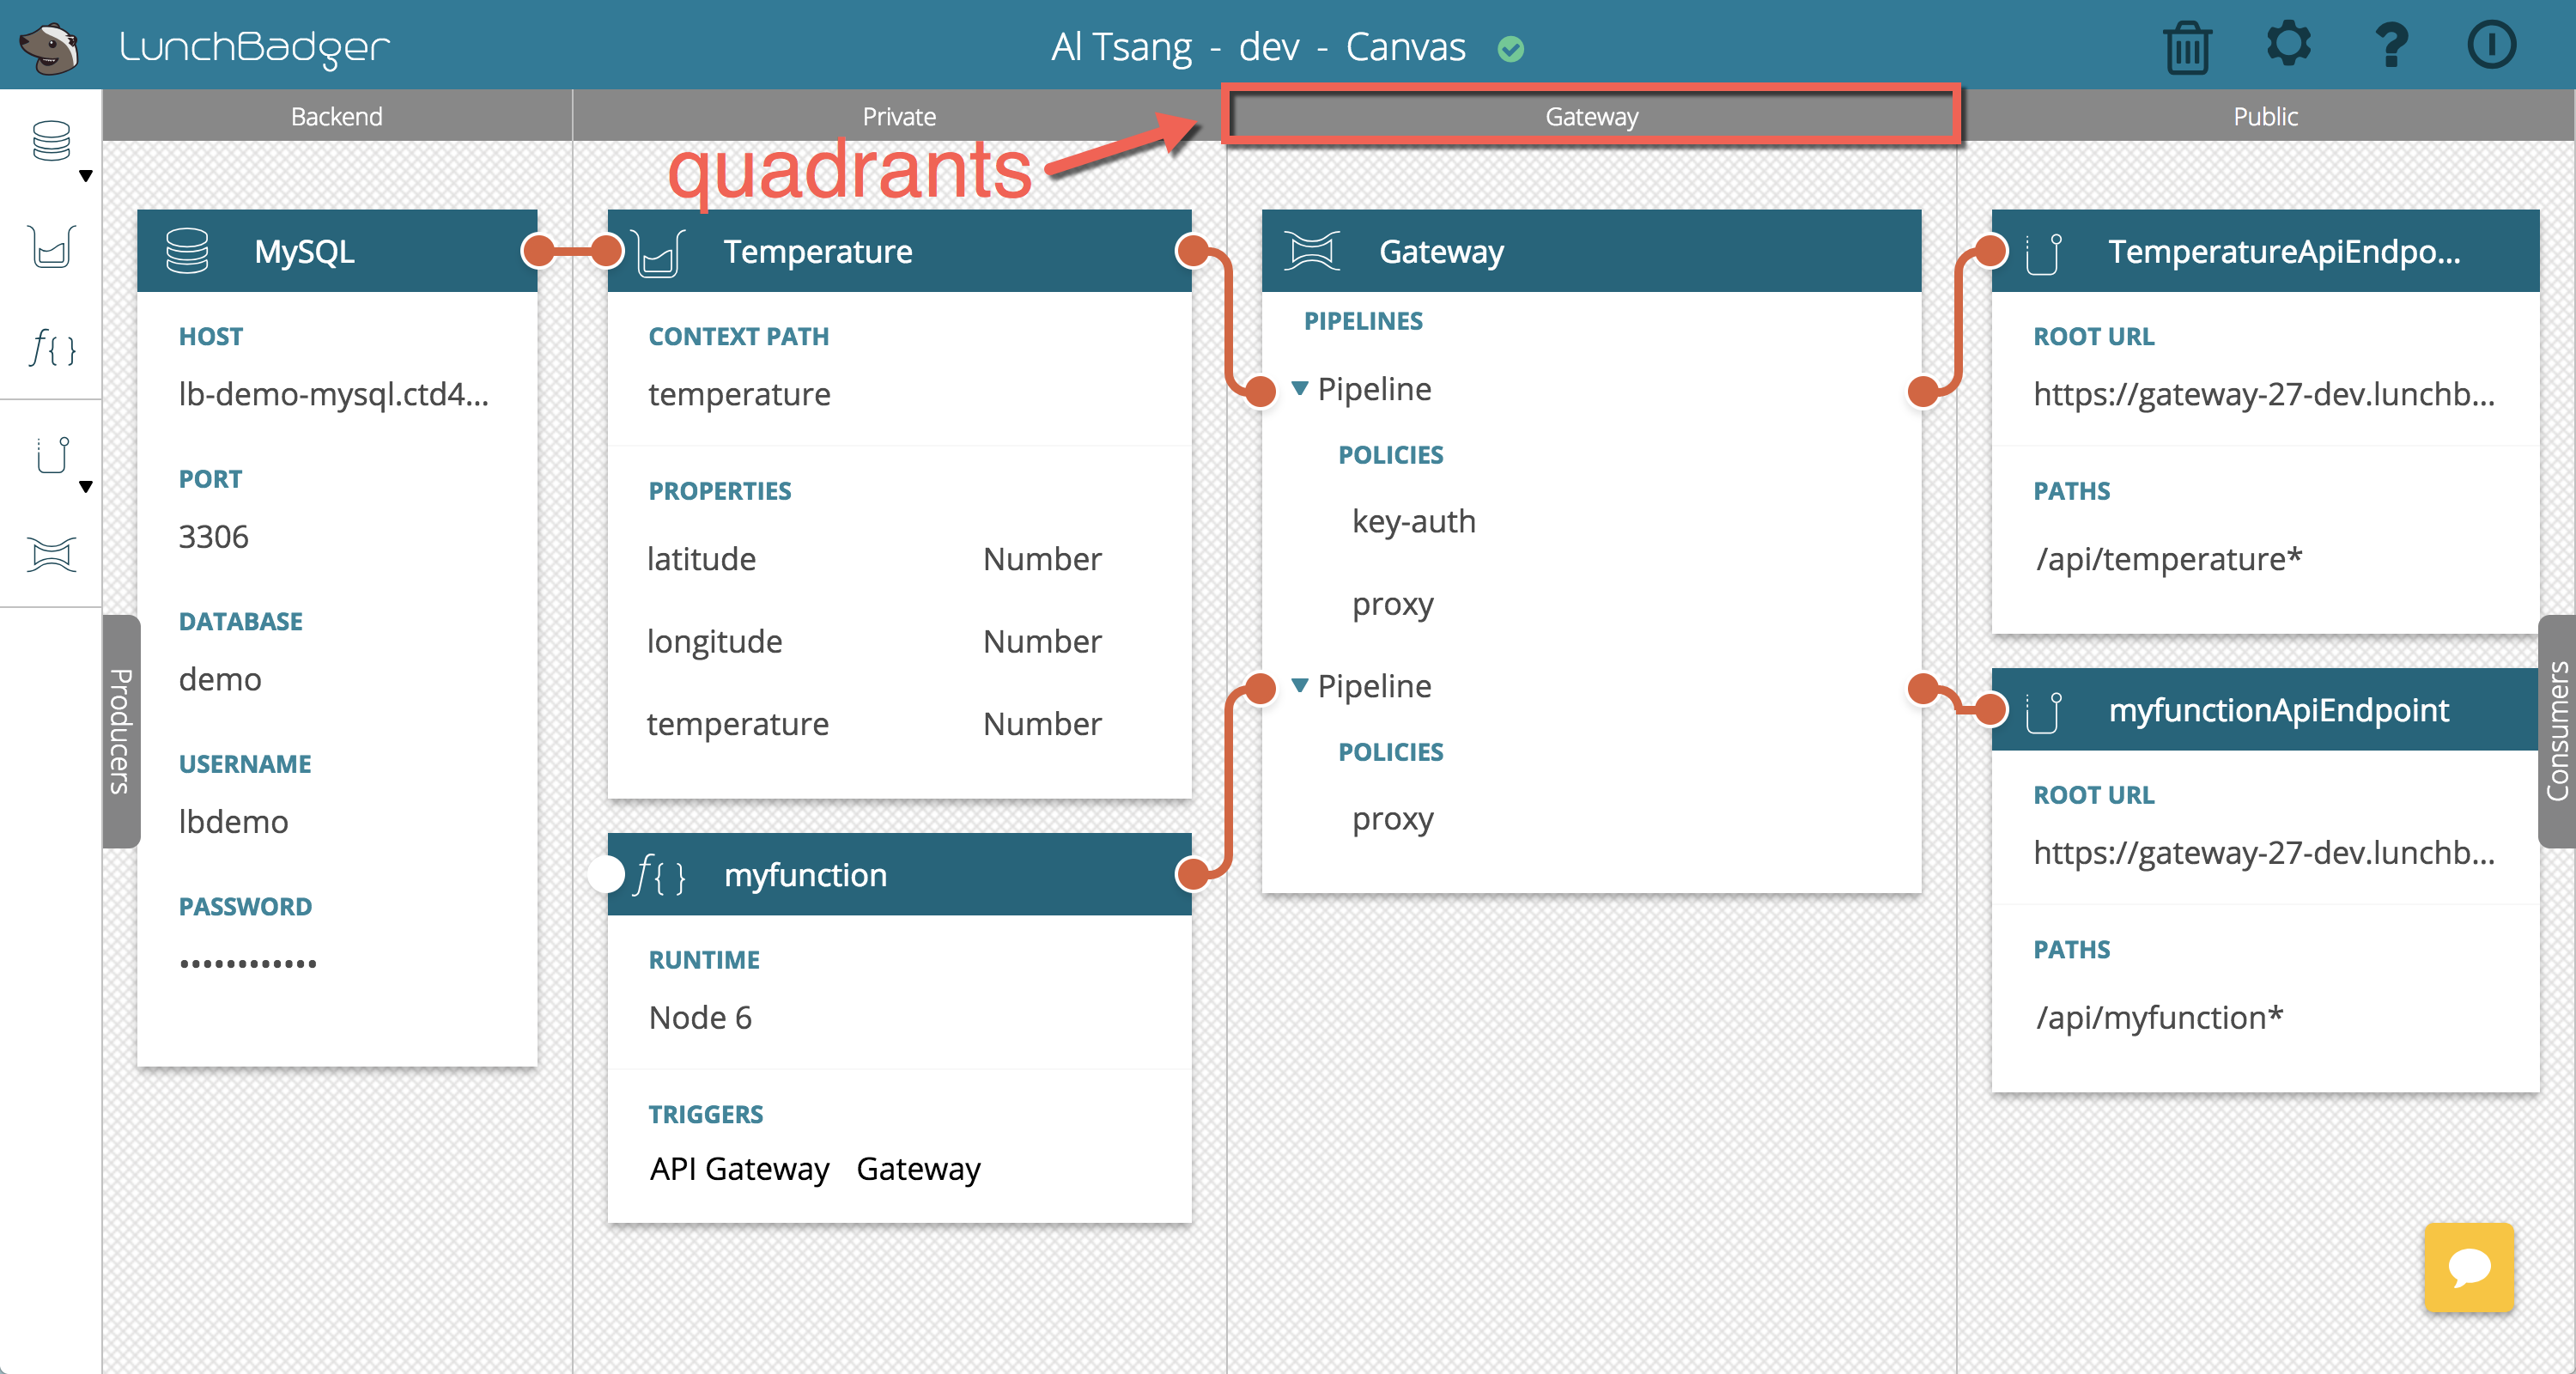 LunchBadger
Al Tsang - dev - Canvas
Backend
Private
Gateway
Public
quadrants
MySQL
HOST
lb-demo-mysql.ctd4...
PORT
3306
DATABASE
demo
USERNAME
lbdemo
PASSWORD
••••••••••••
Temperature
CONTEXT PATH
temperature
PROPERTIES
latitude Number
longitude Number
temperature Number
f{ } myfunction
RUNTIME
Node 6
TRIGGERS
API Gateway Gateway
Gateway
PIPELINES
Pipeline
POLICIES
key-auth
proxy
Pipeline
POLICIES
proxy
TemperatureApiEndpo...
ROOT URL
https://gateway-27-dev.lunchb...
PATHS
/api/temperature*
myfunctionApiEndpoint
ROOT URL
https://gateway-27-dev.lunchb...
PATHS
/api/myfunction*
f{ }
Producers
Consumers